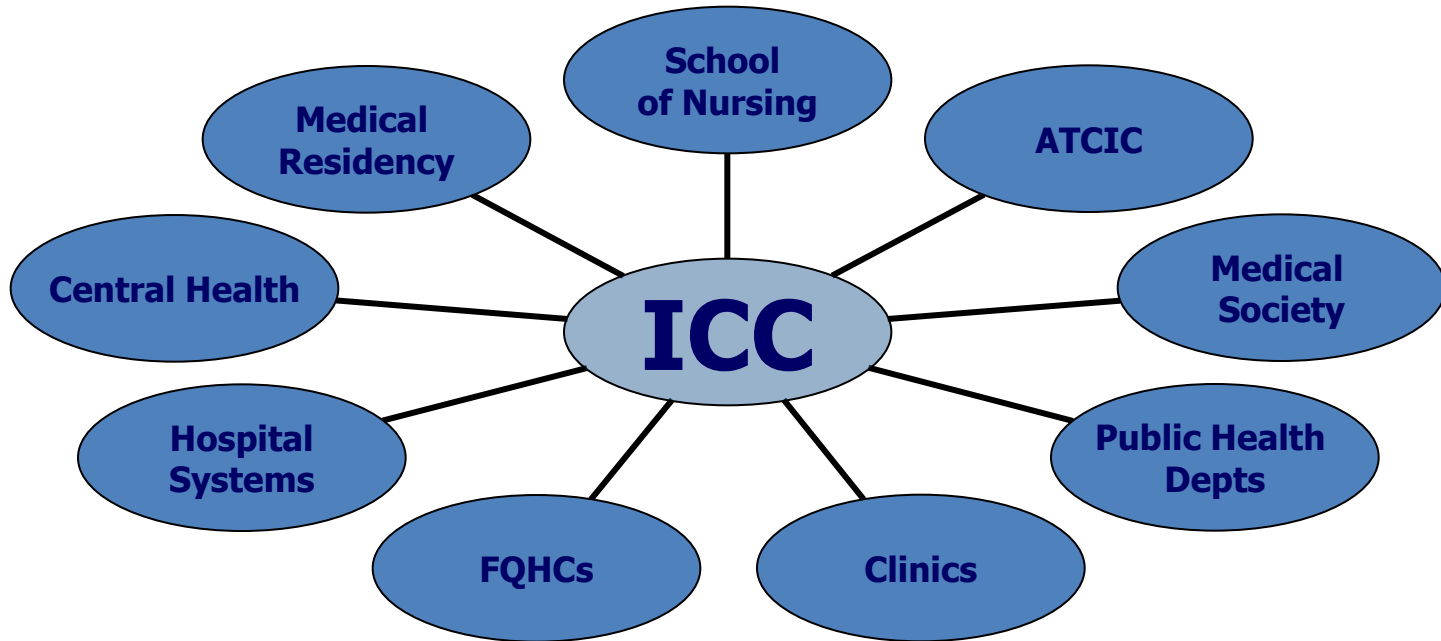 School
of Nursing
Medical
Residency
ATCIC
Central Health
ICC
Medical
Society
Hospital
Systems
Public Health
Depts
FQHCs
Clinics